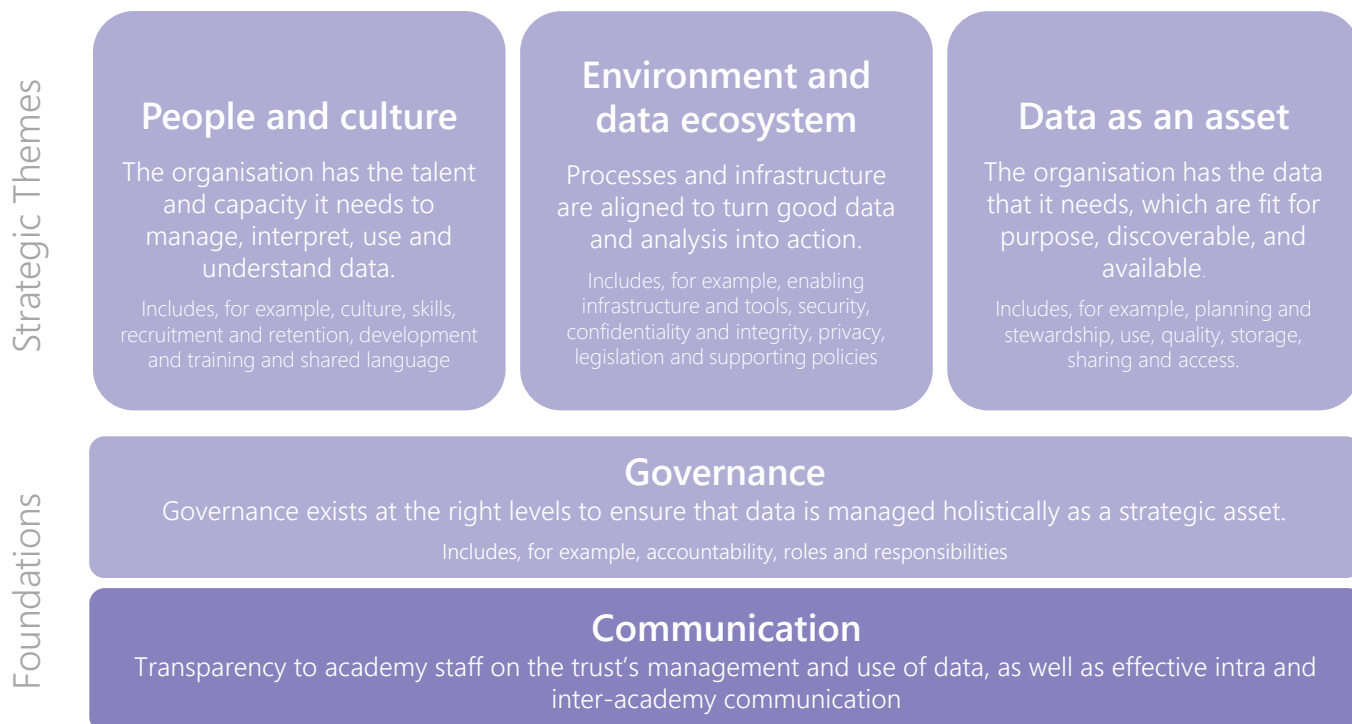 Strategic Themes
People and culture
The organisation has the talent
and capacity it needs to
manage, interpret, use and
understand data.
Includes, for example, culture, skills,
recruitment and retention, development
and training and shared language
Environment and
data ecosystem
Processes and infrastructure
are aligned to turn good data
and analysis into action.
Includes, for example, enabling
infrastructure and tools, security,
confidentiality and integrity, privacy,
legislation and supporting policies
Data as an asset
The organisation has the data
that it needs, which are fit for
purpose, discoverable, and
available.
Includes, for example, planning and
stewardship, use, quality, storage,
sharing and access.
Foundations
Governance
Governance exists at the right levels to ensure that data is managed holistically as a strategic asset.
Includes, for example, accountability, roles and responsibilities
Communication
Transparency to academy staff on the trust’s management and use of data, as well as effective intra and
inter-academy communication